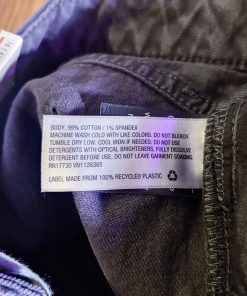 BODY: 99% COTTON / 1% SPANDEX
MACHINE WASH COLD WITH LIKE COLORS. DO NOT BLEACH
TUMBLE DRY LOW. COOL IRON IF NEEDED. DO NOT USE
DETERGENTS WITH OPTICAL BRIGHTENERS, FULLY DISSOLVE
DETERGENT BEFORE USE. DO NOT LEAVE GARMENT SOAKING
RN17730 VN1126365
LABEL MADE FROM 100% RECYCLED PLASTIC